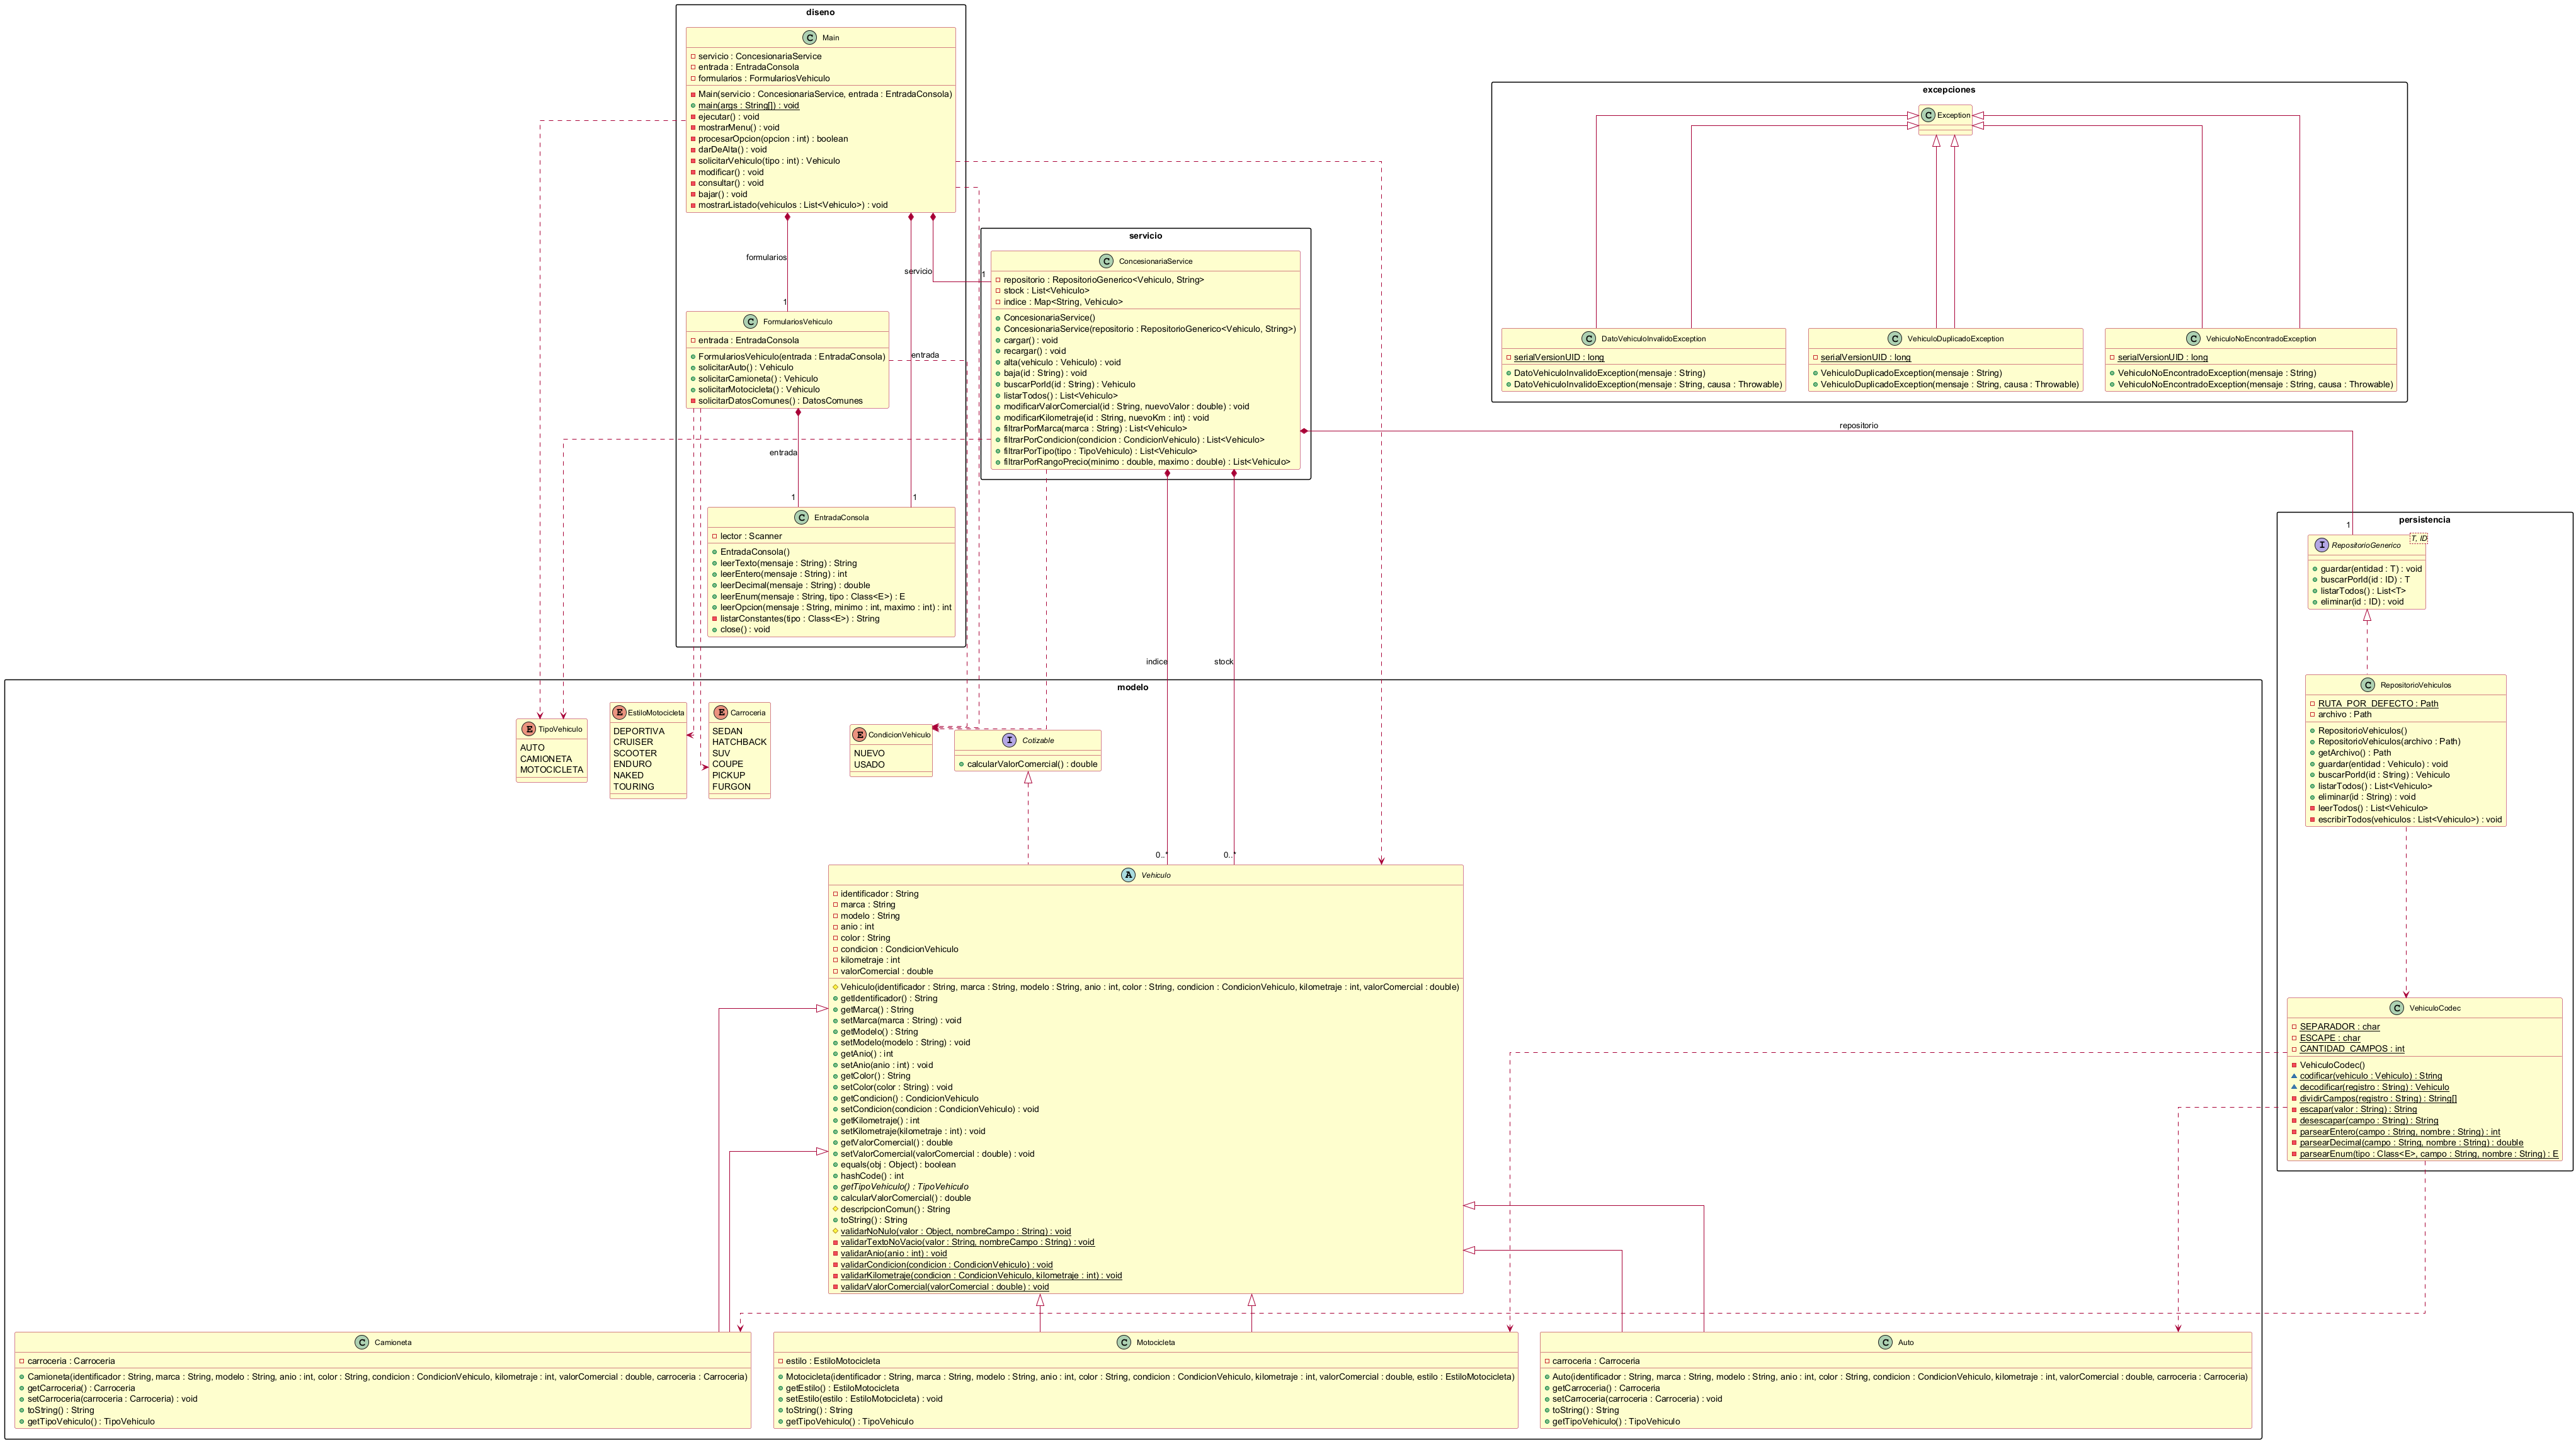 diseno
Main
servicio : ConcesionariaService
entrada : EntradaConsola
formularios : FormulariosVehiculo
Main(servicio : ConcesionariaService, entrada : EntradaConsola)
main(args : String[]) : void
ejecutar() : void
mostrarMenu() : void
procesarOpcion(opcion : int) : boolean
darDeAlta() : void
solicitarVehiculo(tipo : int) : Vehiculo
modificar() : void
consultar() : void
bajar() : void
mostrarListado(vehiculos : List<Vehiculo>) : void
formularios
1
servicio
1
entrada
1
FormulariosVehiculo
entrada : EntradaConsola
FormulariosVehiculo(entrada : EntradaConsola)
solicitarAuto() : Vehiculo
solicitarCamioneta() : Vehiculo
solicitarMotocicleta() : Vehiculo
solicitarDatosComunes() : DatosComunes
entrada
1
EntradaConsola
lector : Scanner
EntradaConsola()
leerTexto(mensaje : String) : String
leerEntero(mensaje : String) : int
leerDecimal(mensaje : String) : double
leerEnum(mensaje : String, tipo : Class<E>) : E
leerOpcion(mensaje : String, minimo : int, maximo : int) : int
listarConstantes(tipo : Class<E>) : String
close() : void
servicio
ConcesionariaService
repositorio : RepositorioGenerico<Vehiculo, String>
stock : List<Vehiculo>
indice : Map<String, Vehiculo>
ConcesionariaService()
ConcesionariaService(repositorio : RepositorioGenerico<Vehiculo, String>)
cargar() : void
recargar() : void
alta(vehiculo : Vehiculo) : void
baja(id : String) : void
buscarPorId(id : String) : Vehiculo
listarTodos() : List<Vehiculo>
modificarValorComercial(id : String, nuevoValor : double) : void
modificarKilometraje(id : String, nuevoKm : int) : void
filtrarPorMarca(marca : String) : List<Vehiculo>
filtrarPorCondicion(condicion : CondicionVehiculo) : List<Vehiculo>
filtrarPorTipo(tipo : TipoVehiculo) : List<Vehiculo>
filtrarPorRangoPrecio(minimo : double, maximo : double) : List<Vehiculo>
indice
0..*
stock
0..*
repositorio
1
excepciones
Exception
DatoVehiculoInvalidoException
serialVersionUID : long
DatoVehiculoInvalidoException(mensaje : String)
DatoVehiculoInvalidoException(mensaje : String, causa : Throwable)
VehiculoDuplicadoException
serialVersionUID : long
VehiculoDuplicadoException(mensaje : String)
VehiculoDuplicadoException(mensaje : String, causa : Throwable)
VehiculoNoEncontradoException
serialVersionUID : long
VehiculoNoEncontradoException(mensaje : String)
VehiculoNoEncontradoException(mensaje : String, causa : Throwable)
persistencia
RepositorioGenerico
T, ID
guardar(entidad : T) : void
buscarPorId(id : ID) : T
listarTodos() : List<T>
eliminar(id : ID) : void
RepositorioVehiculos
RUTA_POR_DEFECTO : Path
archivo : Path
RepositorioVehiculos()
RepositorioVehiculos(archivo : Path)
getArchivo() : Path
guardar(entidad : Vehiculo) : void
buscarPorId(id : String) : Vehiculo
listarTodos() : List<Vehiculo>
eliminar(id : String) : void
leerTodos() : List<Vehiculo>
escribirTodos(vehiculos : List<Vehiculo>) : void
VehiculoCodec
SEPARADOR : char
ESCAPE : char
CANTIDAD_CAMPOS : int
VehiculoCodec()
codificar(vehiculo : Vehiculo) : String
decodificar(registro : String) : Vehiculo
dividirCampos(registro : String) : String[]
escapar(valor : String) : String
desescapar(campo : String) : String
parsearEntero(campo : String, nombre : String) : int
parsearDecimal(campo : String, nombre : String) : double
parsearEnum(tipo : Class<E>, campo : String, nombre : String) : E
modelo
TipoVehiculo
AUTO
CAMIONETA
MOTOCICLETA
EstiloMotocicleta
DEPORTIVA
CRUISER
SCOOTER
ENDURO
NAKED
TOURING
Carroceria
SEDAN
HATCHBACK
SUV
COUPE
PICKUP
FURGON
CondicionVehiculo
NUEVO
USADO
Cotizable
calcularValorComercial() : double
Vehiculo
identificador : String
marca : String
modelo : String
anio : int
color : String
condicion : CondicionVehiculo
kilometraje : int
valorComercial : double
Vehiculo(identificador : String, marca : String, modelo : String, anio : int, color : String, condicion : CondicionVehiculo, kilometraje : int, valorComercial : double)
getIdentificador() : String
getMarca() : String
setMarca(marca : String) : void
getModelo() : String
setModelo(modelo : String) : void
getAnio() : int
setAnio(anio : int) : void
getColor() : String
setColor(color : String) : void
getCondicion() : CondicionVehiculo
setCondicion(condicion : CondicionVehiculo) : void
getKilometraje() : int
setKilometraje(kilometraje : int) : void
getValorComercial() : double
setValorComercial(valorComercial : double) : void
equals(obj : Object) : boolean
hashCode() : int
getTipoVehiculo() : TipoVehiculo
calcularValorComercial() : double
descripcionComun() : String
toString() : String
validarNoNulo(valor : Object, nombreCampo : String) : void
validarTextoNoVacio(valor : String, nombreCampo : String) : void
validarAnio(anio : int) : void
validarCondicion(condicion : CondicionVehiculo) : void
validarKilometraje(condicion : CondicionVehiculo, kilometraje : int) : void
validarValorComercial(valorComercial : double) : void
Camioneta
carroceria : Carroceria
Camioneta(identificador : String, marca : String, modelo : String, anio : int, color : String, condicion : CondicionVehiculo, kilometraje : int, valorComercial : double, carroceria : Carroceria)
getCarroceria() : Carroceria
setCarroceria(carroceria : Carroceria) : void
toString() : String
getTipoVehiculo() : TipoVehiculo
Motocicleta
estilo : EstiloMotocicleta
Motocicleta(identificador : String, marca : String, modelo : String, anio : int, color : String, condicion : CondicionVehiculo, kilometraje : int, valorComercial : double, estilo : EstiloMotocicleta)
getEstilo() : EstiloMotocicleta
setEstilo(estilo : EstiloMotocicleta) : void
toString() : String
getTipoVehiculo() : TipoVehiculo
Auto
carroceria : Carroceria
Auto(identificador : String, marca : String, modelo : String, anio : int, color : String, condicion : CondicionVehiculo, kilometraje : int, valorComercial : double, carroceria : Carroceria)
getCarroceria() : Carroceria
setCarroceria(carroceria : Carroceria) : void
toString() : String
getTipoVehiculo() : TipoVehiculo